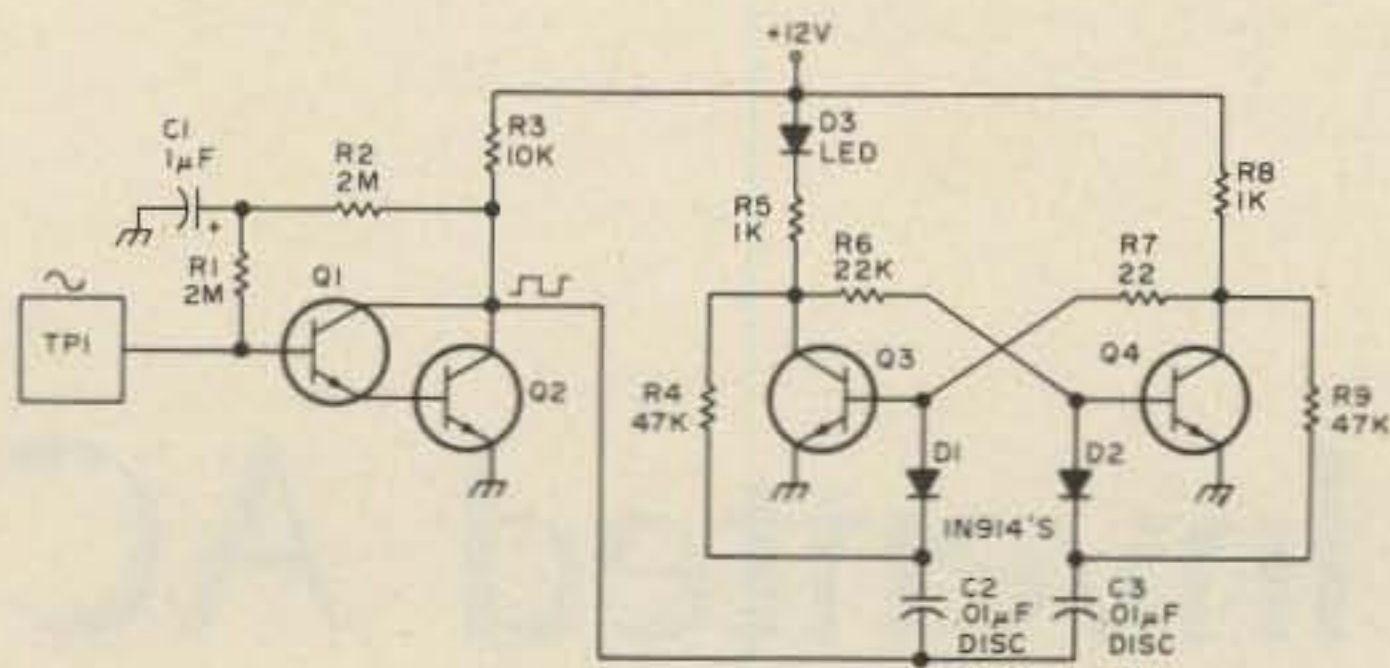 +12V
C1
1µF
+
R2
2M
R3
10K
D3
LED
R8
1K
R5
1K
R1
2M
Q1
R6
22K
R7
22
TP1
Q2
Q3
Q4
R4
47K
R9
47K
D1
D2
1N914'S
C2
.01µF
DISC
C3
.01µF
DISC